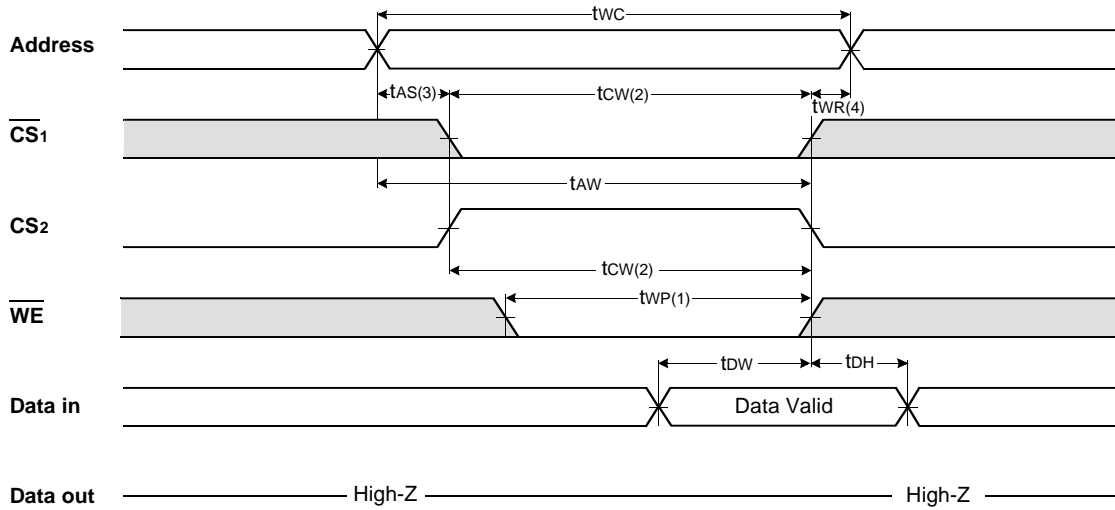 tWC
Address
tAS(3)
tCW(2)
tWR(4)
CS1
tAW
CS2
tCW(2)
tWP(1)
WE
tDW
tDH
Data in
Data Valid
Data out
High-Z
High-Z